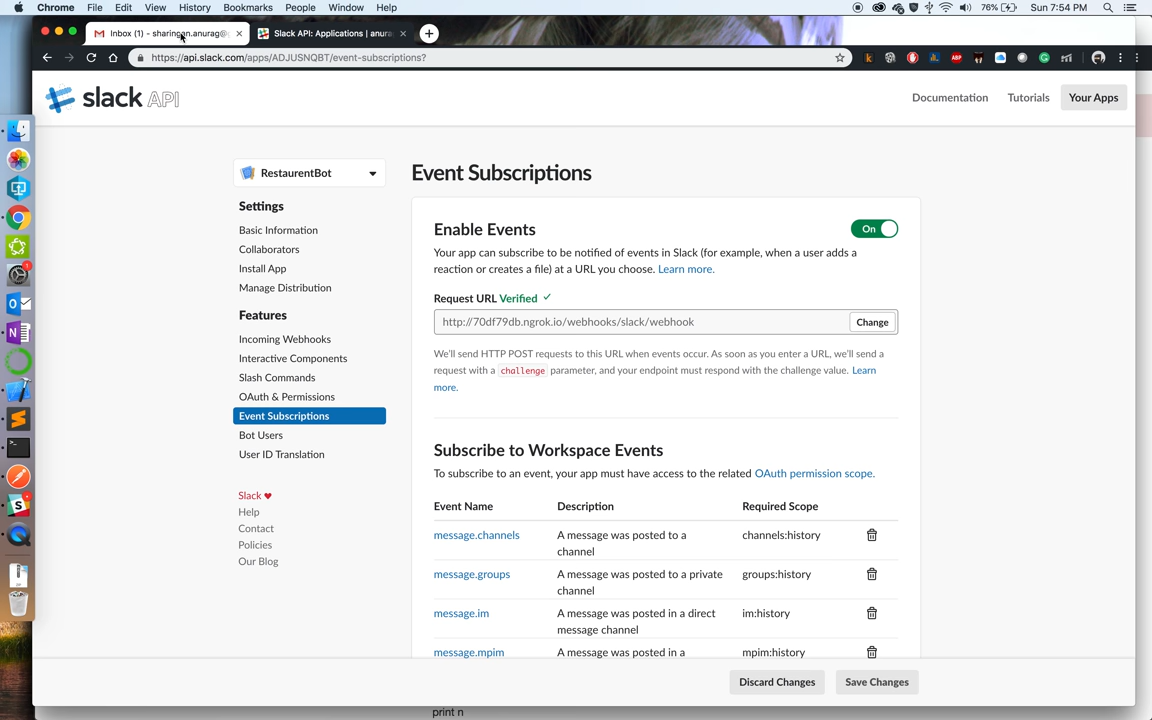 Chrome File Edit View History Bookmarks People Window Help 76% Sun 7:54 PM
Inbox (1) - sharingan.anurag@g
Slack API: Applications | anura
https://api.slack.com/apps/ADJUSNQBT/event-subscriptions?
slack API
Documentation Tutorials Your Apps
RestaurentBot
Settings
Basic Information
Collaborators
Install App
Manage Distribution
Features
Incoming Webhooks
Interactive Components
Slash Commands
OAuth & Permissions
Event Subscriptions
Bot Users
User ID Translation
Slack
Help
Contact
Policies
Our Blog
Event Subscriptions
Enable Events
On
Your app can subscribe to be notified of events in Slack (for example, when a user adds a
reaction or creates a file) at a URL you choose. Learn more.
Request URL Verified
http://70df79db.ngrok.io/webhooks/slack/webhook
Change
We'll send HTTP POST requests to this URL when events occur. As soon as you enter a URL, we'll send a
request with a challenge parameter, and your endpoint must respond with the challenge value. Learn
more.
Subscribe to Workspace Events
To subscribe to an event, your app must have access to the related OAuth permission scope.
Event Name Description Required Scope
message.channels A message was posted to a channels:history
channel
message.groups A message was posted to a private groups:history
channel
message.im A message was posted in a direct im:history
message channel
message.mpim A message was posted in a mpim:history
Discard Changes Save Changes
print n